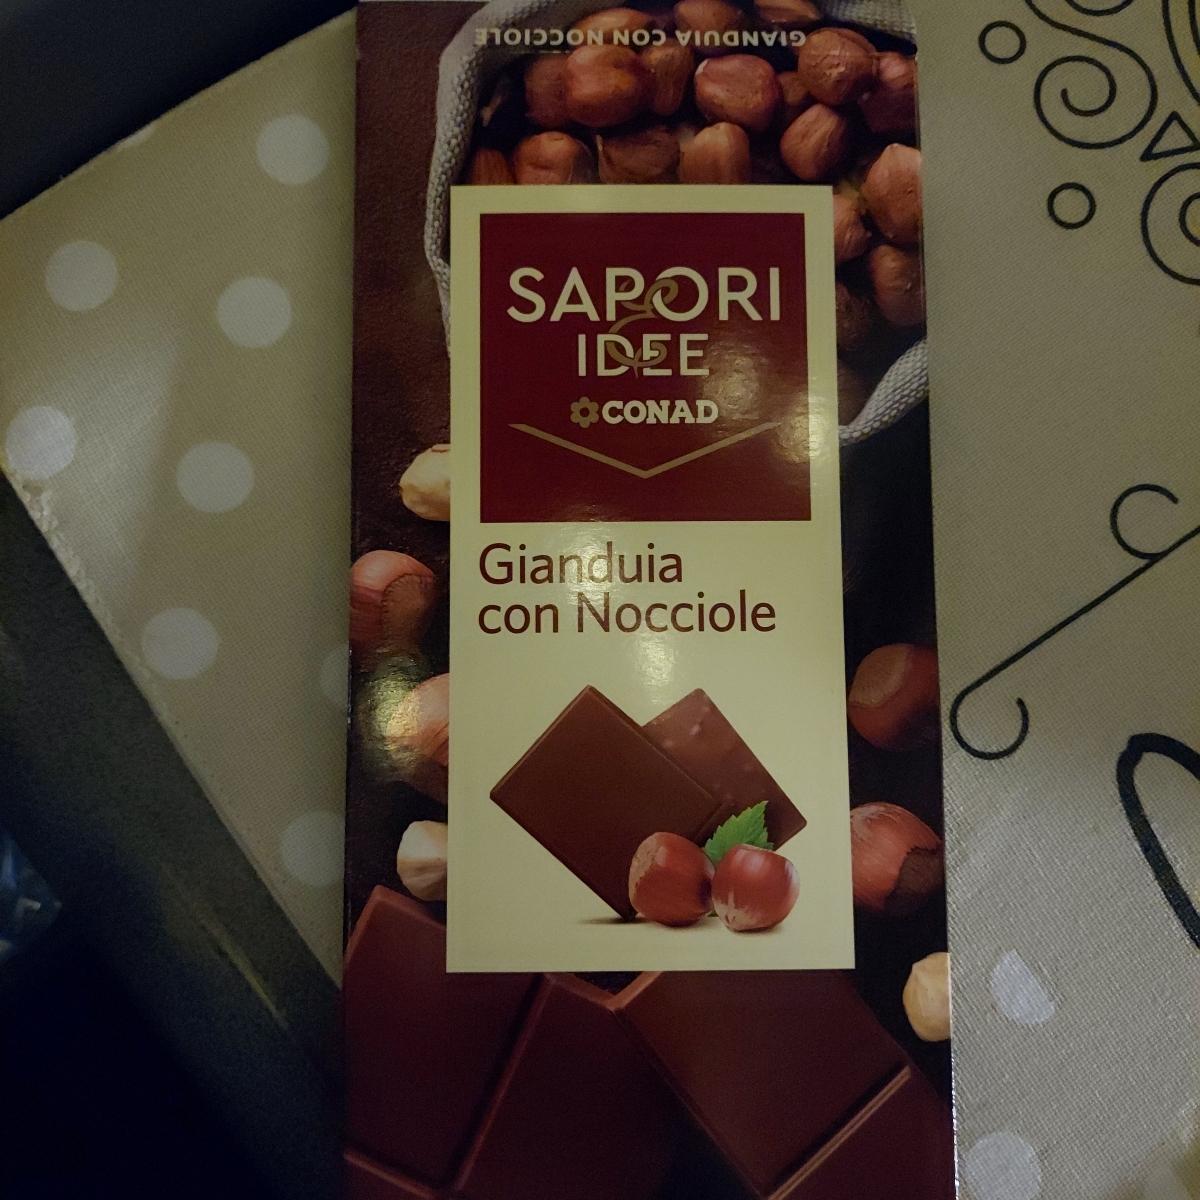 GIANDUIA CON NOCCIOLE
SAPORI
&
IDEE
CONAD
Gianduia
con Nocciole